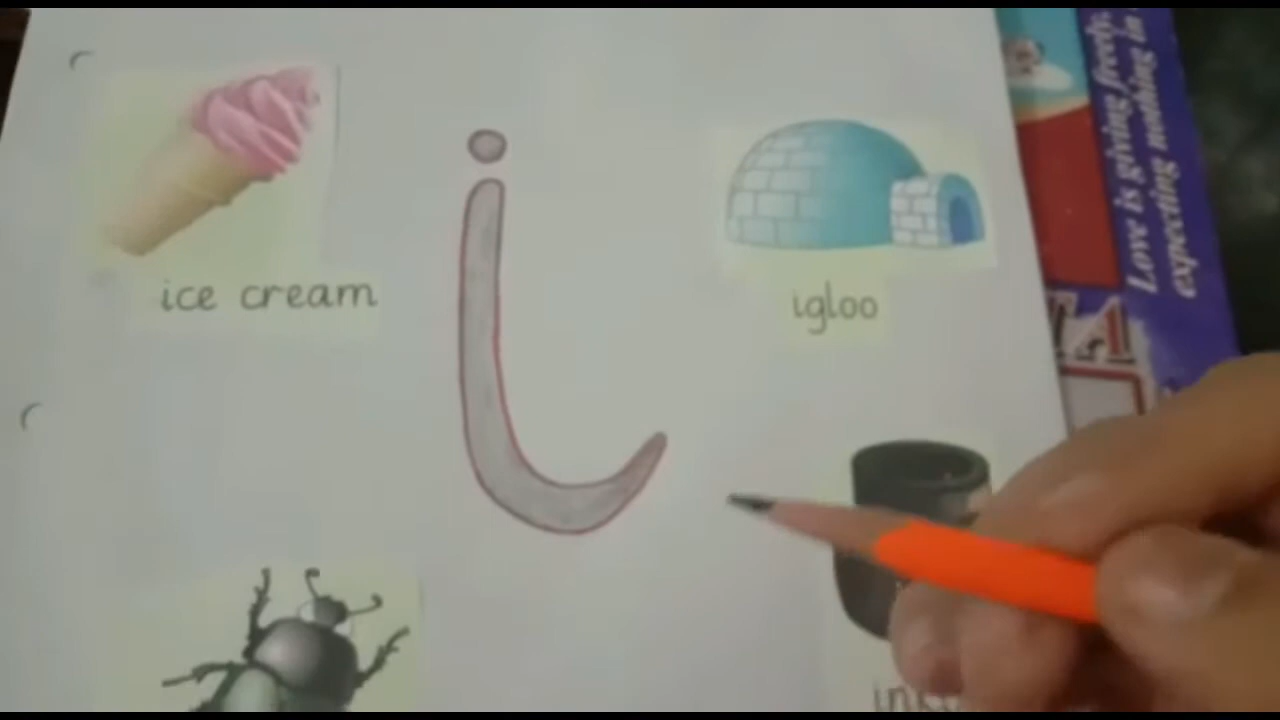 i
ice cream
igloo
Love is giving freely,
expecting nothing in